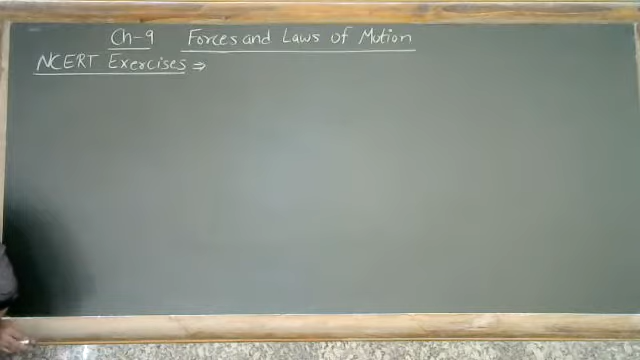 Ch-9 Forces and Laws of Motion
NCERT Exercises ⇒